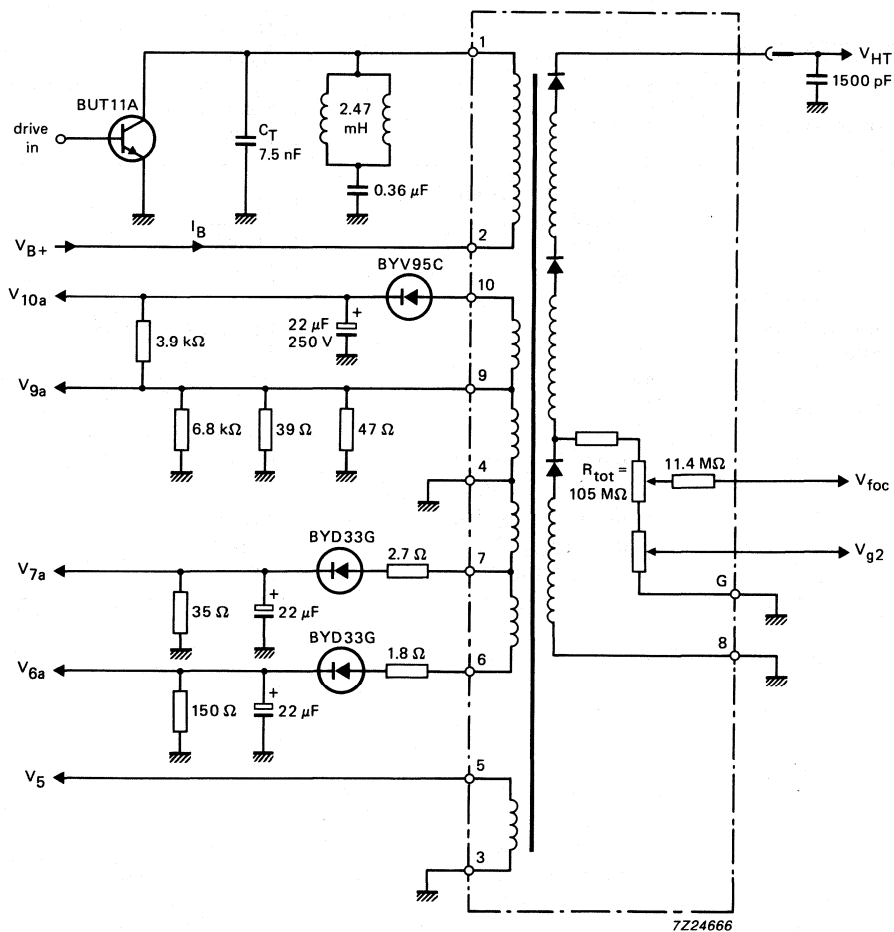 1
V_HT
1500 pF
BUT11A
drive
in
C_T
7.5 nF
2.47
mH
0.36 µF
I_B
V_B+
2
BYV95C
10
V_10a
3.9 kΩ
22 µF
250 V
+
9
V_9a
6.8 kΩ
39 Ω
47 Ω
4
R_tot =
105 MΩ
11.4 MΩ
V_foc
BYD33G
2.7 Ω
7
V_7a
V_g2
35 Ω
+
22 µF
G
BYD33G
1.8 Ω
6
8
V_6a
150 Ω
+
22 µF
5
V_5
3
7Z24666